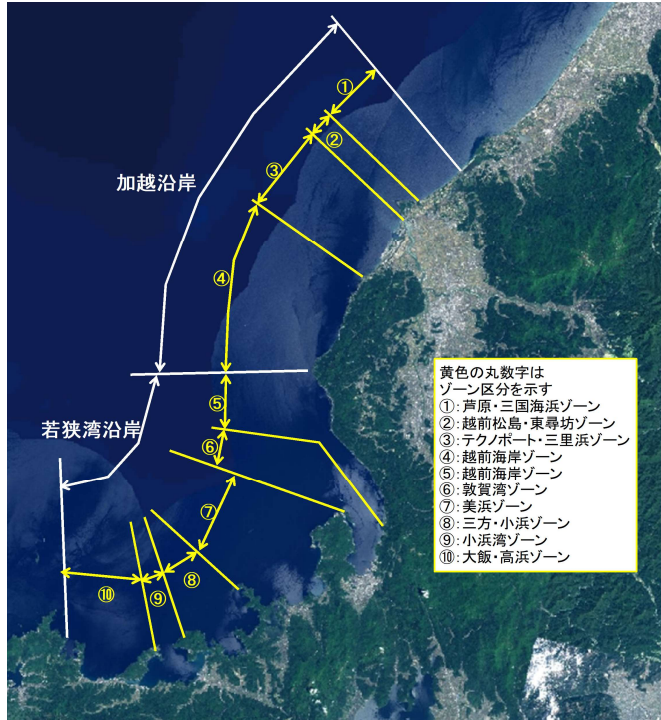 ①
②
③
加越沿岸
④
⑤
若狭湾沿岸
⑥
⑦
⑧
⑨
⑩
黄色の丸数字は
ゾーン区分を示す
①:芦原・三国海浜ゾーン
②:越前松島・東尋坊ゾーン
③:テクノポート・三里浜ゾーン
④:越前海岸ゾーン
⑤:越前海岸ゾーン
⑥:敦賀湾ゾーン
⑦:美浜ゾーン
⑧:三方・小浜ゾーン
⑨:小浜湾ゾーン
⑩:大飯・高浜ゾーン